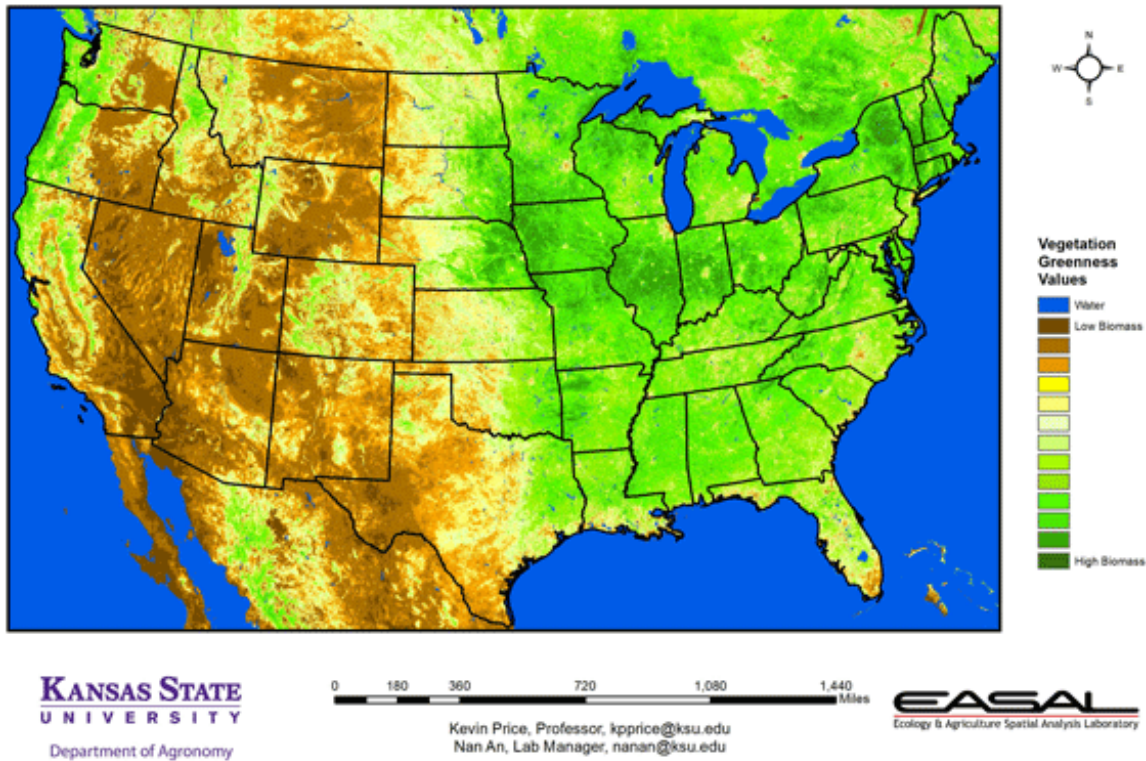 N
W
E
S
Vegetation
Greenness
Values
Water
Low Biomass
High Biomass
KANSAS STATE
UNIVERSITY
Department of Agronomy
0 180 360 720 1,080 1,440
Miles
Kevin Price, Professor, kpprice@ksu.edu
Nan An, Lab Manager, nanan@ksu.edu
EASAL
Ecology & Agriculture Spatial Analysis Laboratory